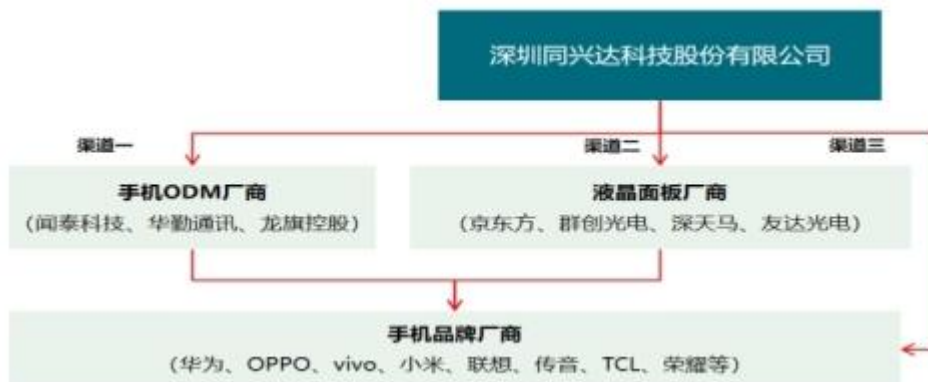 深圳同兴达科技股份有限公司
渠道一
渠道二
渠道三
手机ODM厂商
(闻泰科技、华勤通讯、龙旗控股)
液晶面板厂商
(京东方、群创光电、深天马、友达光电)
手机品牌厂商
(华为、OPPO、vivo、小米、联想、传音、TCL、荣耀等)